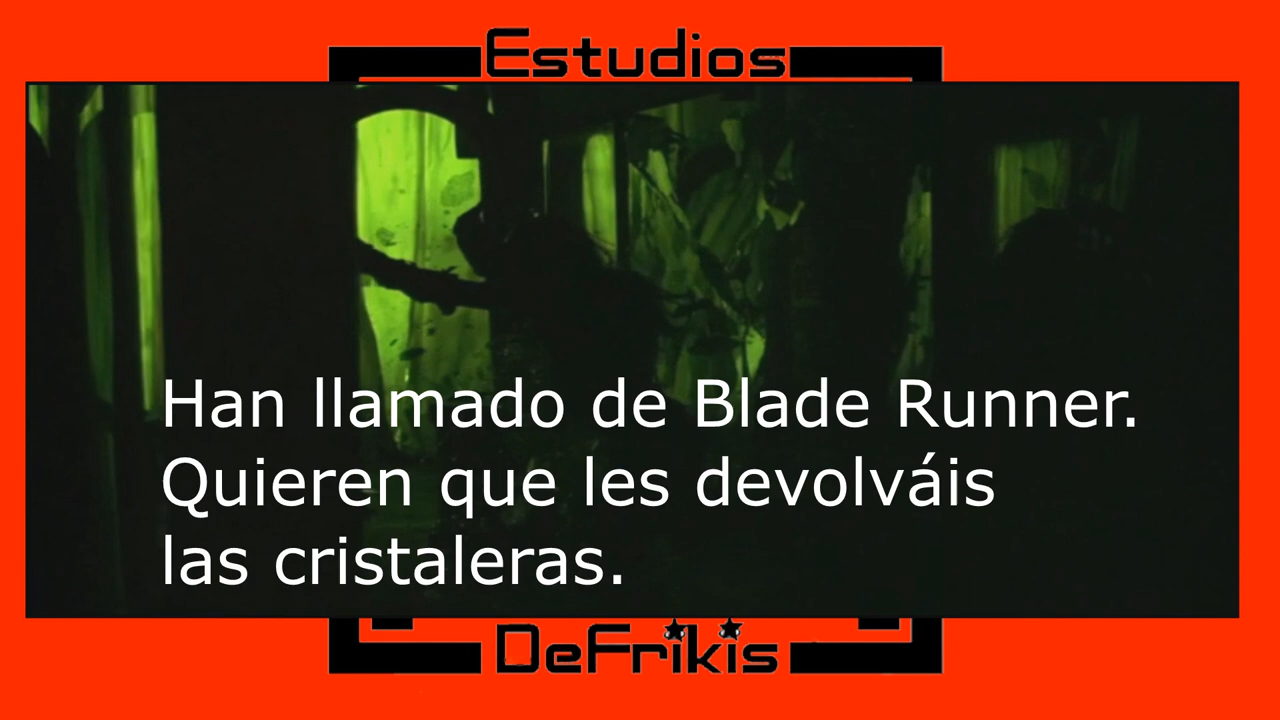 Estudios
Han llamado de Blade Runner.
Quieren que les devolváis
las cristaleras.
DeFrikis